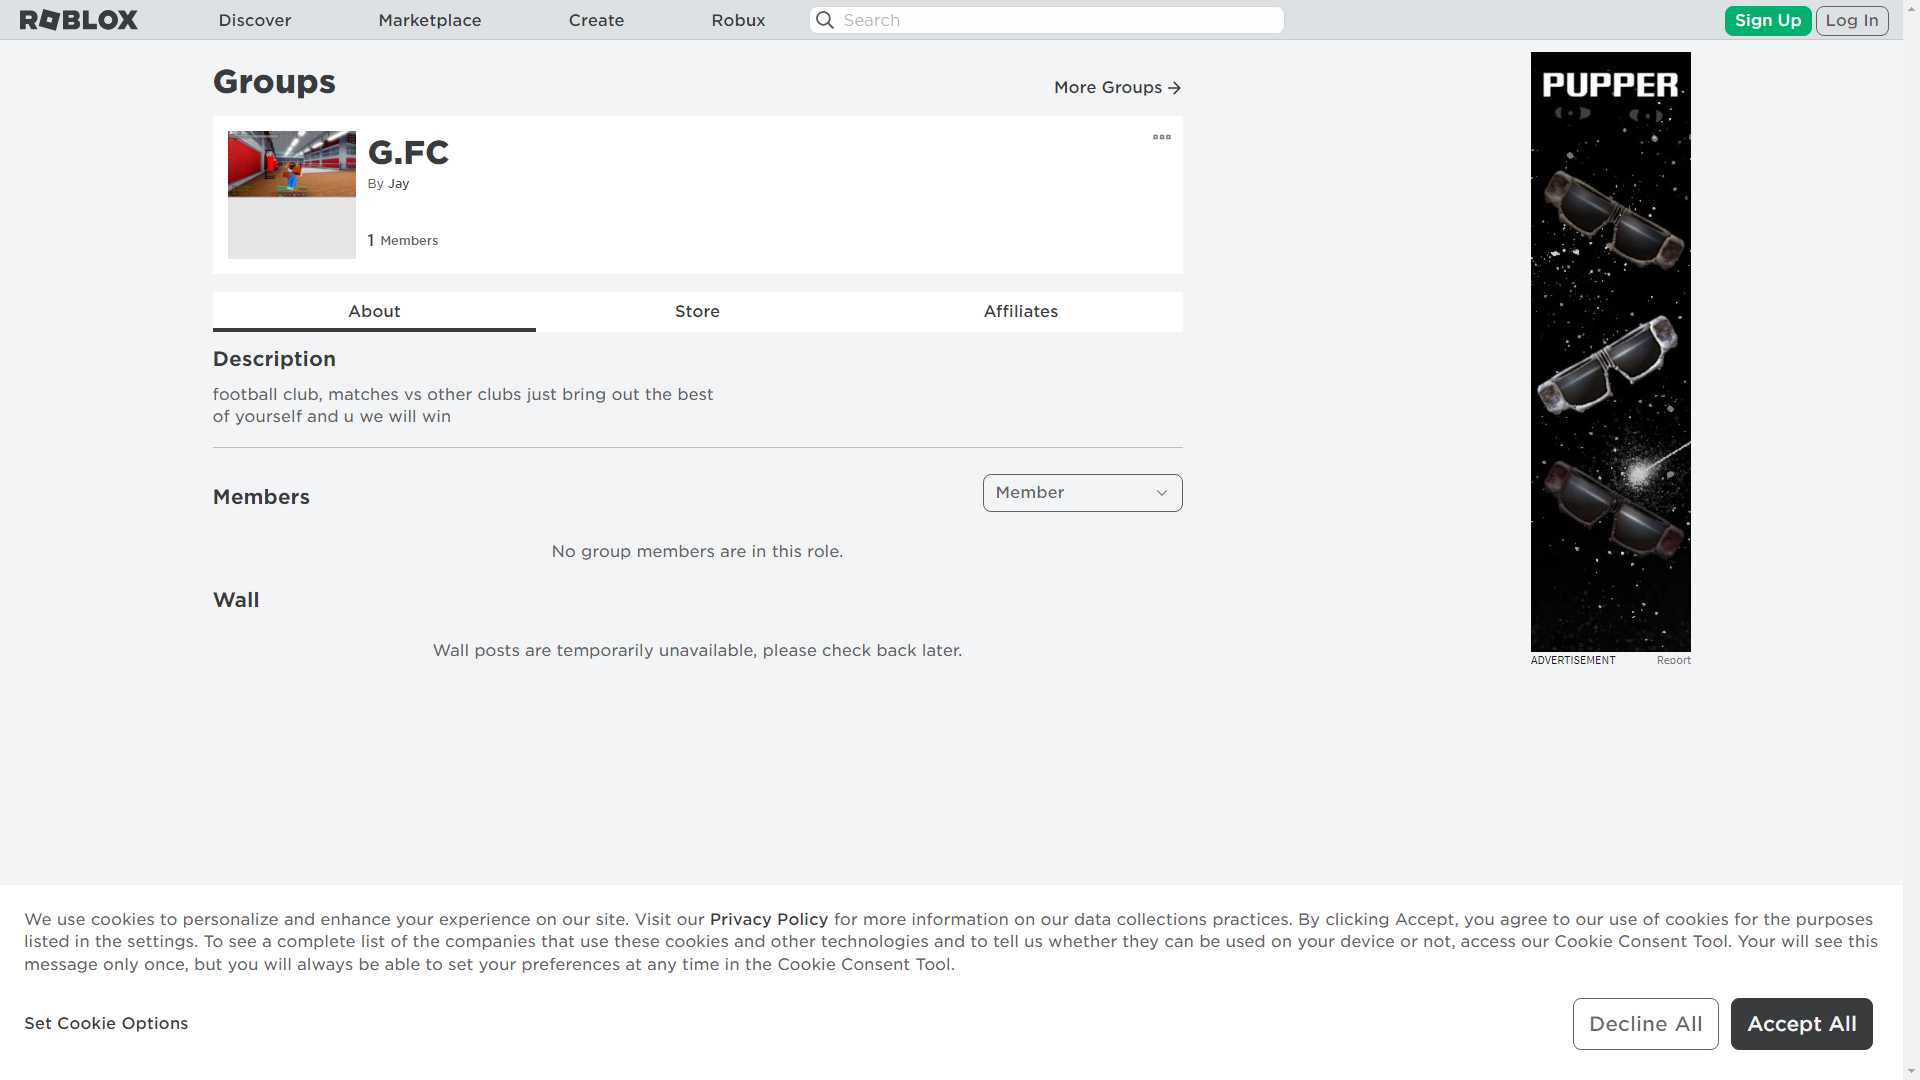 ROBLOX Discover Marketplace Create Robux Search Sign Up Log In
Groups
More Groups
G.FC
By Jay
1 Members
About Store Affiliates
Description
football club, matches vs other clubs just bring out the best
of yourself and u we will win
Members
Member
No group members are in this role.
Wall
Wall posts are temporarily unavailable, please check back later.
PUPPER
ADVERTISEMENT Report
We use cookies to personalize and enhance your experience on our site. Visit our Privacy Policy for more information on our data collections practices. By clicking Accept, you agree to our use of cookies for the purposes
listed in the settings. To see a complete list of the companies that use these cookies and other technologies and to tell us whether they can be used on your device or not, access our Cookie Consent Tool. Your will see this
message only once, but you will always be able to set your preferences at any time in the Cookie Consent Tool.
Set Cookie Options
Decline All
Accept All